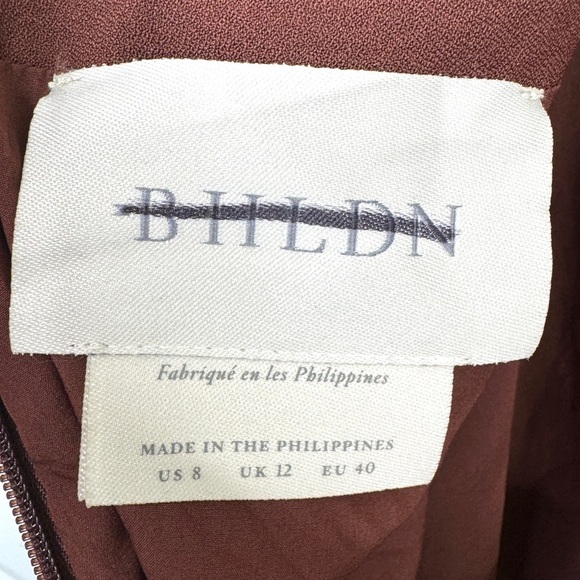 BHLDN
Fabriqué en les Philippines
MADE IN THE PHILIPPINES
US 8 UK 12 EU 40